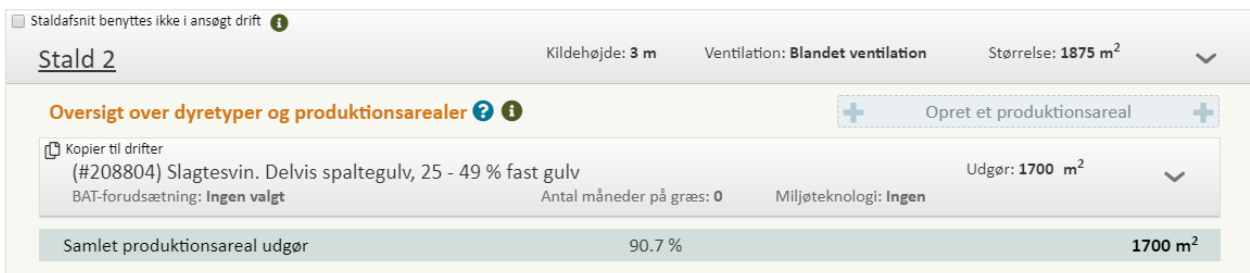 Staldafsnit benyttes ikke i ansøgt drift
Stald 2 Kildehøjde: 3 m Ventilation: Blandet ventilation Størrelse: 1875 m²
Oversigt over dyretyper og produktionsarealer ? i Opret et produktionsareal
Kopier til drifter
(#208804) Slagtesvin. Delvis spaltegulv, 25 - 49 % fast gulv Udgør: 1700 m²
BAT-forudsætning: Ingen valgt Antal måneder på græs: 0 Miljøteknologi: Ingen
Samlet produktionsareal udgør 90.7 % 1700 m²